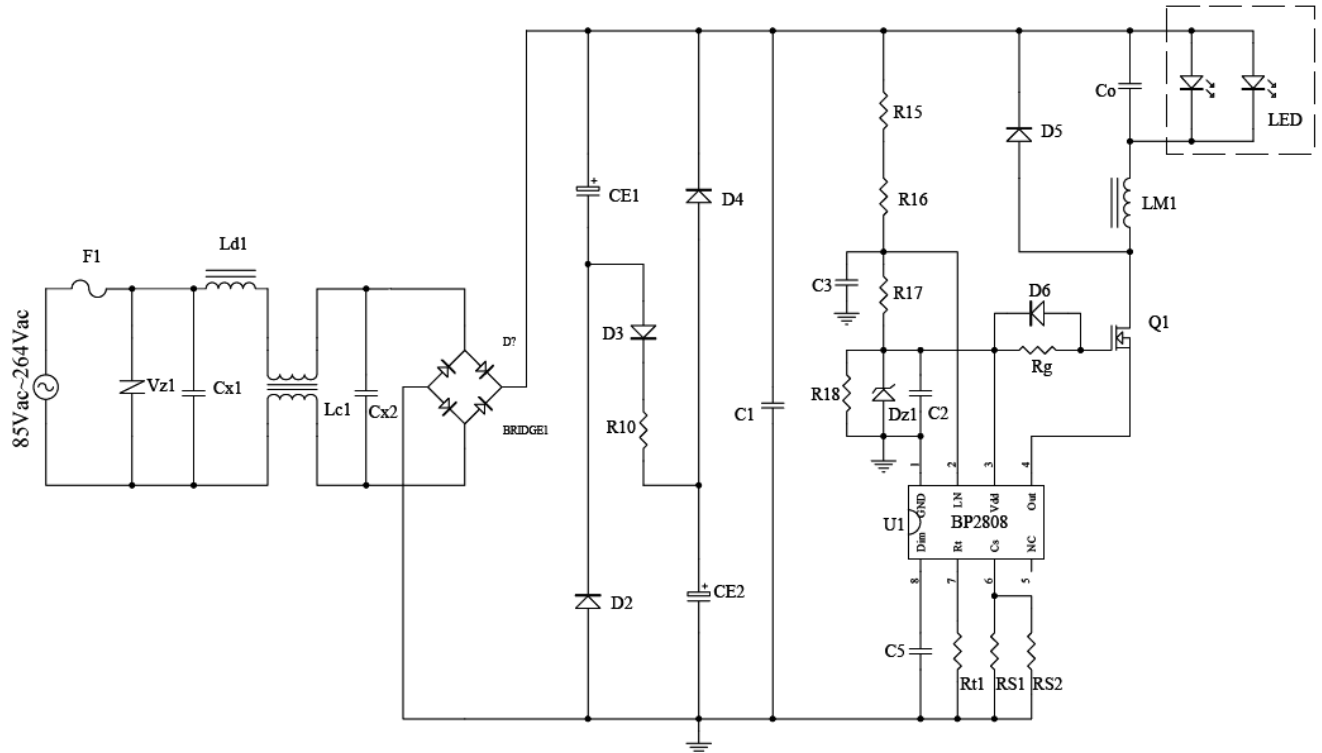 Co
LED
R15
D5
CE1
+
D4
R16
LM1
Ld1
F1
C3
R17
D6
Q1
85Vac~264Vac
Vz1
Cx1
Lc1
Cx2
D?
BRIDGE1
D3
R10
C1
R18
Dz1
C2
Rg
1
2
3
4
GND
LN
Vdd
Out
U1
BP2808
Dim
Rt
Cs
NC
8
7
6
5
D2
+
CE2
C5
Rt1
RS1
RS2